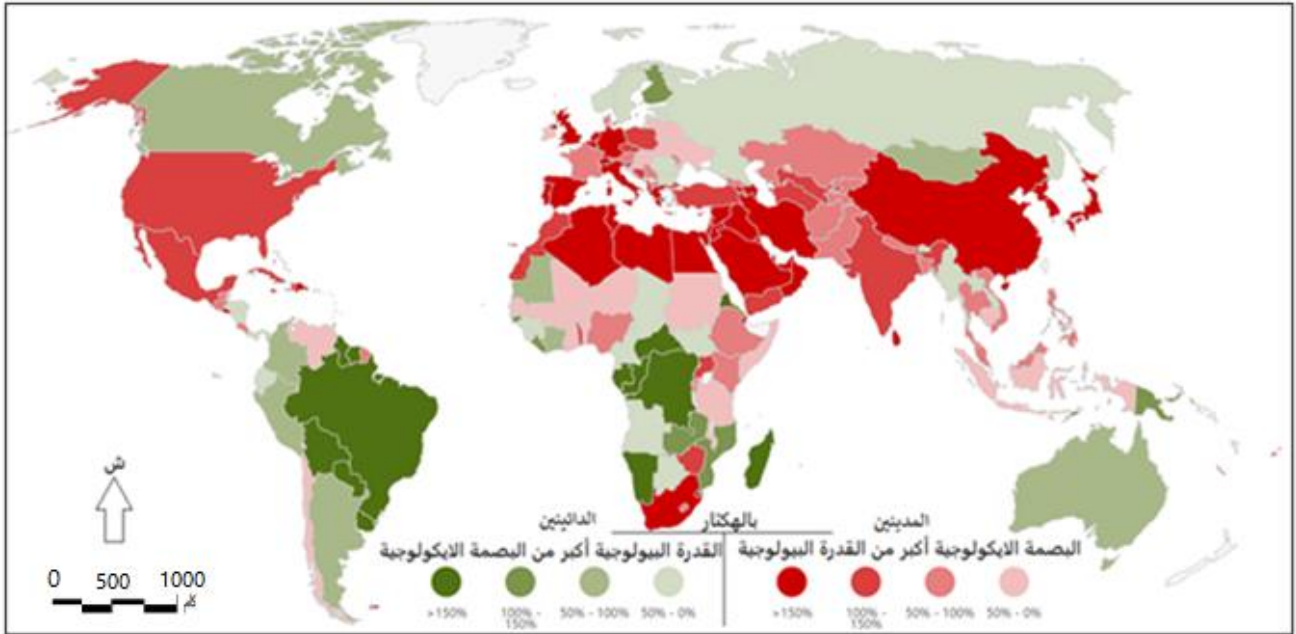 ش
0 500 1000
كم
المدينين بالهكتار الدائينين
البصمة الايكولوجية أكبر من القدرة البيولوجية
القدرة البيولوجية أكبر من البصمة الايكولوجية
>150% 100% - 150% 50% - 100% 50% - 0%
>150% 100% - 150% 50% - 100% 50% - 0%